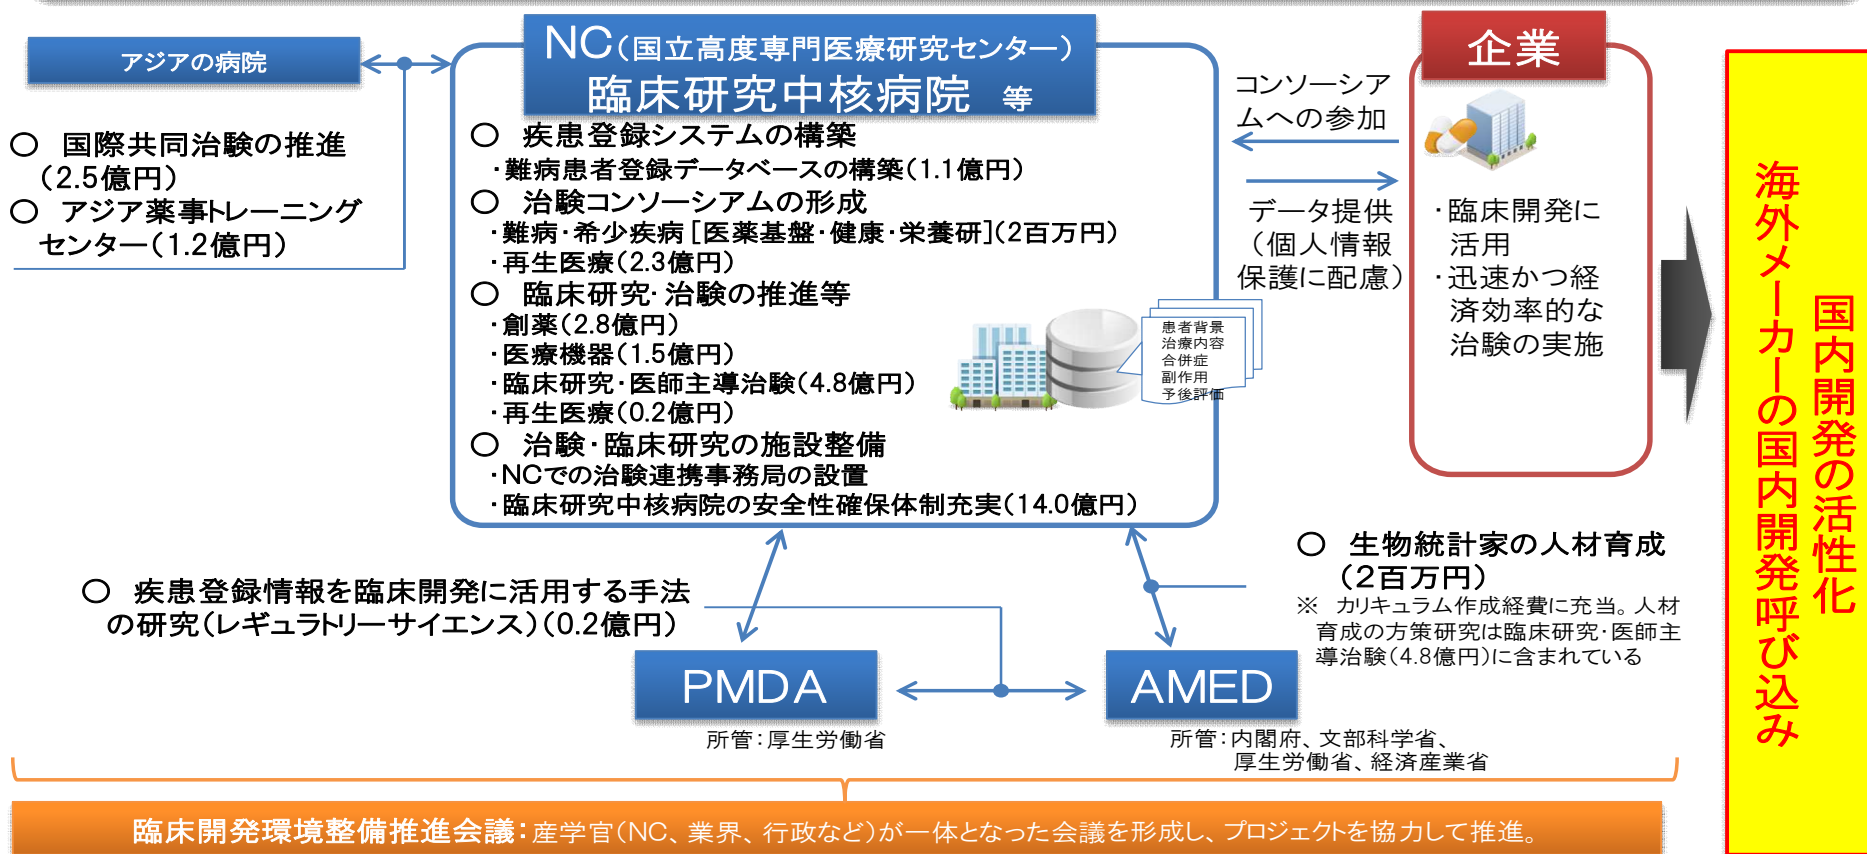 アジアの病院
〇 国際共同治験の推進
(2.5億円)
〇 アジア薬事トレーニング
センター(1.2億円)
NC(国立高度専門医療研究センター)
臨床研究中核病院 等
〇 疾患登録システムの構築
・難病患者登録データベースの構築(1.1億円)
〇 治験コンソーシアムの形成
・難病・希少疾病[医薬基盤・健康・栄養研](2百万円)
・再生医療(2.3億円)
〇 臨床研究・治験の推進等
・創薬(2.8億円)
・医療機器(1.5億円)
・臨床研究・医師主導治験(4.8億円)
・再生医療(0.2億円)
〇 治験・臨床研究の施設整備
・NCでの治験連携事務局の設置
・臨床研究中核病院の安全性確保体制充実(14.0億円)
患者背景
治療内容
合併症
副作用
予後評価
コンソーシア
ムへの参加
データ提供
(個人情報
保護に配慮)
企業
・臨床開発に
活用
・迅速かつ経
済効率的な
治験の実施
国内開発の活性化
海外メーカーの国内開発呼び込み
〇 疾患登録情報を臨床開発に活用する手法
の研究(レギュラトリーサイエンス)(0.2億円)
〇 生物統計家の人材育成
(2百万円)
※ カリキュラム作成経費に充当。人材
育成の方策研究は臨床研究・医師主
導治験(4.8億円)に含まれている
PMDA
所管:厚生労働省
AMED
所管:内閣府、文部科学省、
厚生労働省、経済産業省
臨床開発環境整備推進会議:産学官(NC、業界、行政など)が一体となった会議を形成し、プロジェクトを協力して推進。